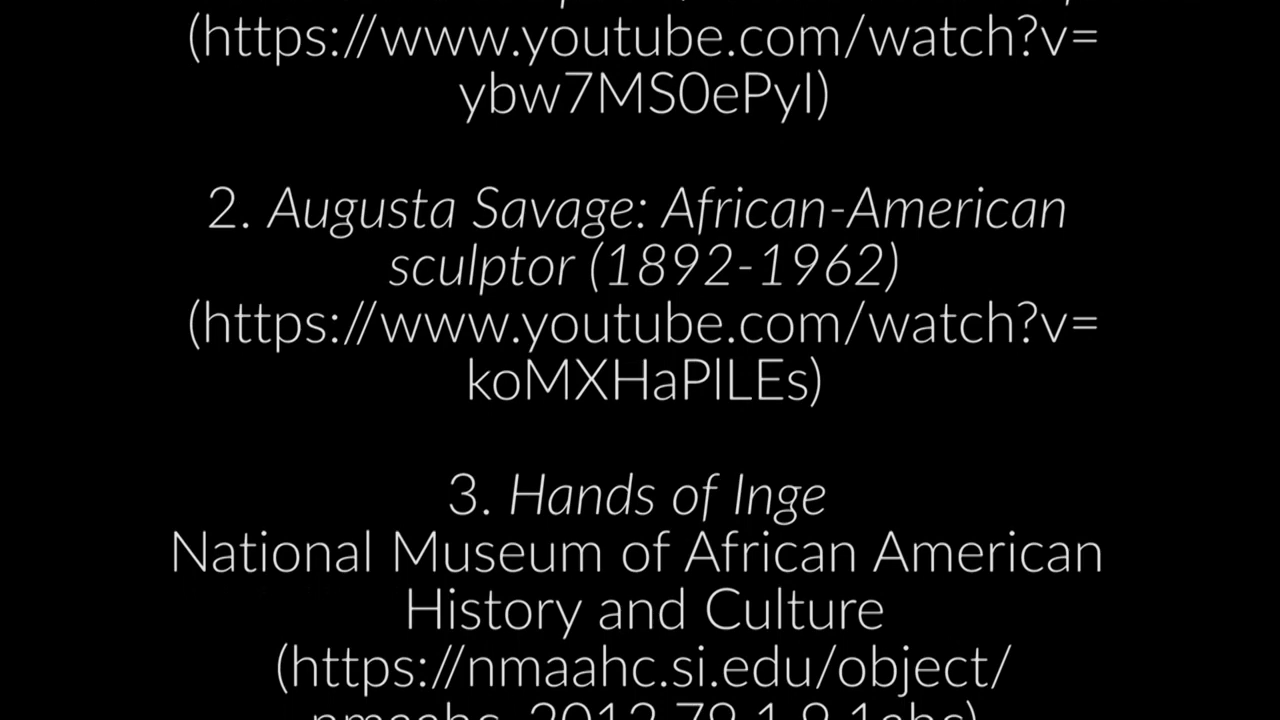 (https://www.youtube.com/watch?v=
ybw7MS0ePyI)
2. Augusta Savage: African-American
sculptor (1892-1962)
(https://www.youtube.com/watch?v=
koMXHaPlLEs)
3. Hands of Inge
National Museum of African American
History and Culture
(https://nmaahc.si.edu/object/